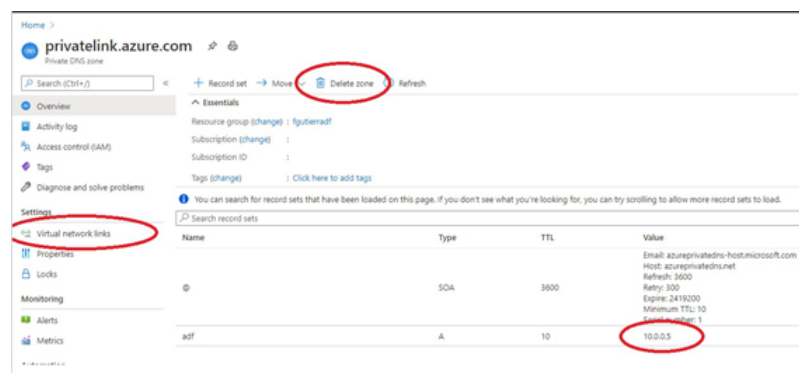 Home >
privatelink.azure.com
Private DNS zone
Search (Ctrl+/)
«
Record set
Move
Delete zone
Refresh
Overview
Activity log
Access control (IAM)
Tags
Diagnose and solve problems
Settings
Virtual network links
Properties
Locks
Monitoring
Alerts
Metrics
Essentials
Resource group (change) : fgutierradf
Subscription (change) :
Subscription ID :
Tags (change) : Click here to add tags
You can search for record sets that have been loaded on this page. If you don't see what you're looking for, you can try scrolling to allow more record sets to load.
Search record sets
Name Type TTL Value
@ SOA 3600
Email: azureprivatedns-host.microsoft.com
Host: azureprivatedns.net
Refresh: 3600
Retry: 300
Expire: 2419200
Minimum TTL: 10
Serial number: 1
adf A 10 10.0.0.5